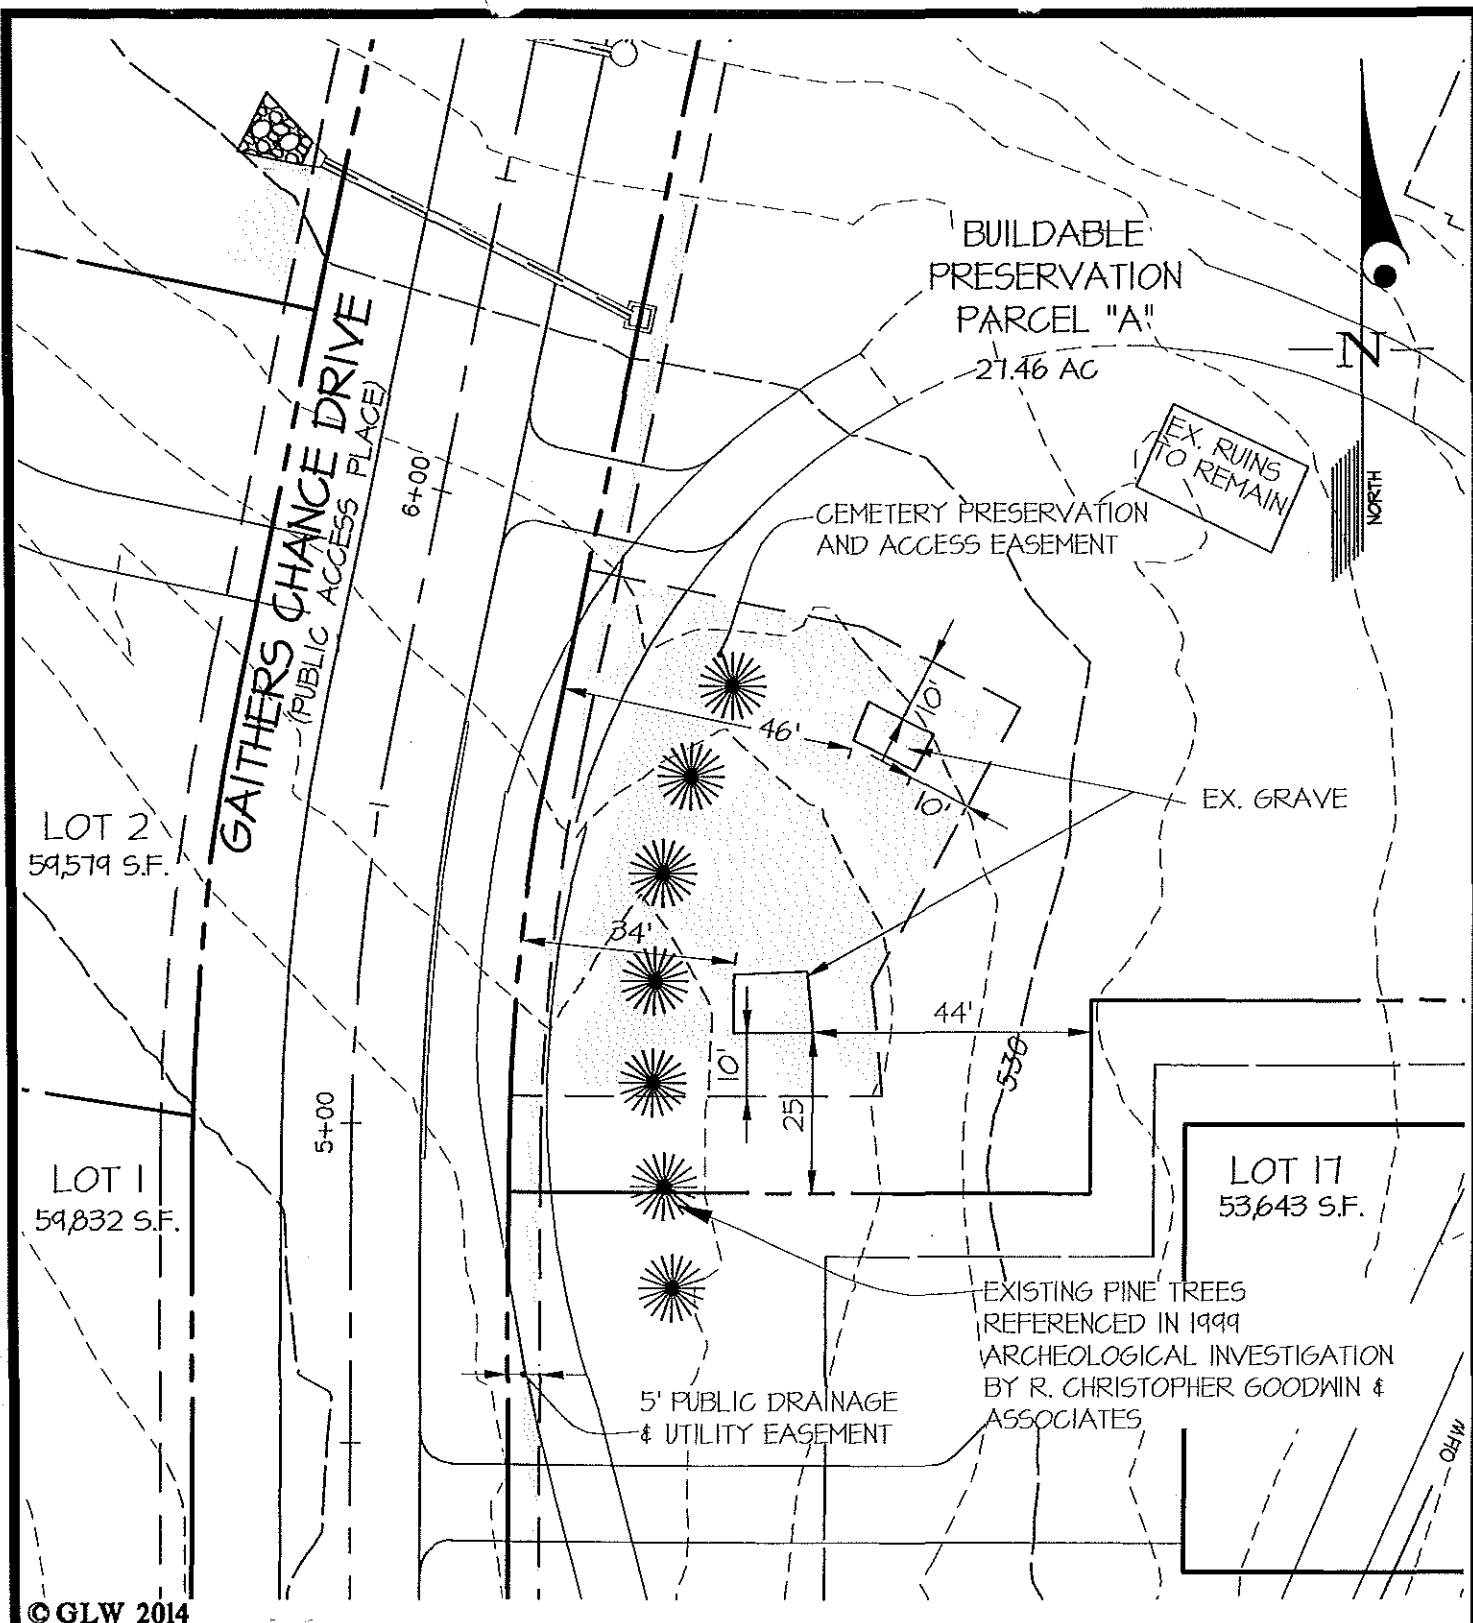 BUILDABLE
PRESERVATION
PARCEL "A"
27.46 AC
N
NORTH
EX. RUINS
TO REMAIN
GAITHERS CHANCE DRIVE
(PUBLIC ACCESS PLACE)
6+00
CEMETERY PRESERVATION
AND ACCESS EASEMENT
10'
46'
10'
EX. GRAVE
LOT 2
59,579 S.F.
34'
44'
530
10'
25'
5+00
LOT 1
59,832 S.F.
LOT 17
53,643 S.F.
EXISTING PINE TREES
REFERENCED IN 1999
ARCHEOLOGICAL INVESTIGATION
BY R. CHRISTOPHER GOODWIN &
ASSOCIATES
5' PUBLIC DRAINAGE
& UTILITY EASEMENT
© GLW 2014